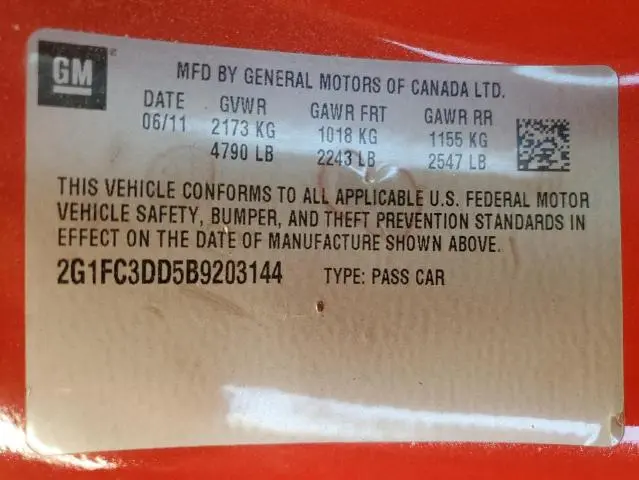 GM
MFD BY GENERAL MOTORS OF CANADA LTD.
DATE GVWR GAWR FRT GAWR RR
06/11 2173 KG 1018 KG 1155 KG
4790 LB 2243 LB 2547 LB
THIS VEHICLE CONFORMS TO ALL APPLICABLE U.S. FEDERAL MOTOR
VEHICLE SAFETY, BUMPER, AND THEFT PREVENTION STANDARDS IN
EFFECT ON THE DATE OF MANUFACTURE SHOWN ABOVE.
2G1FC3DD5B9203144 TYPE: PASS CAR